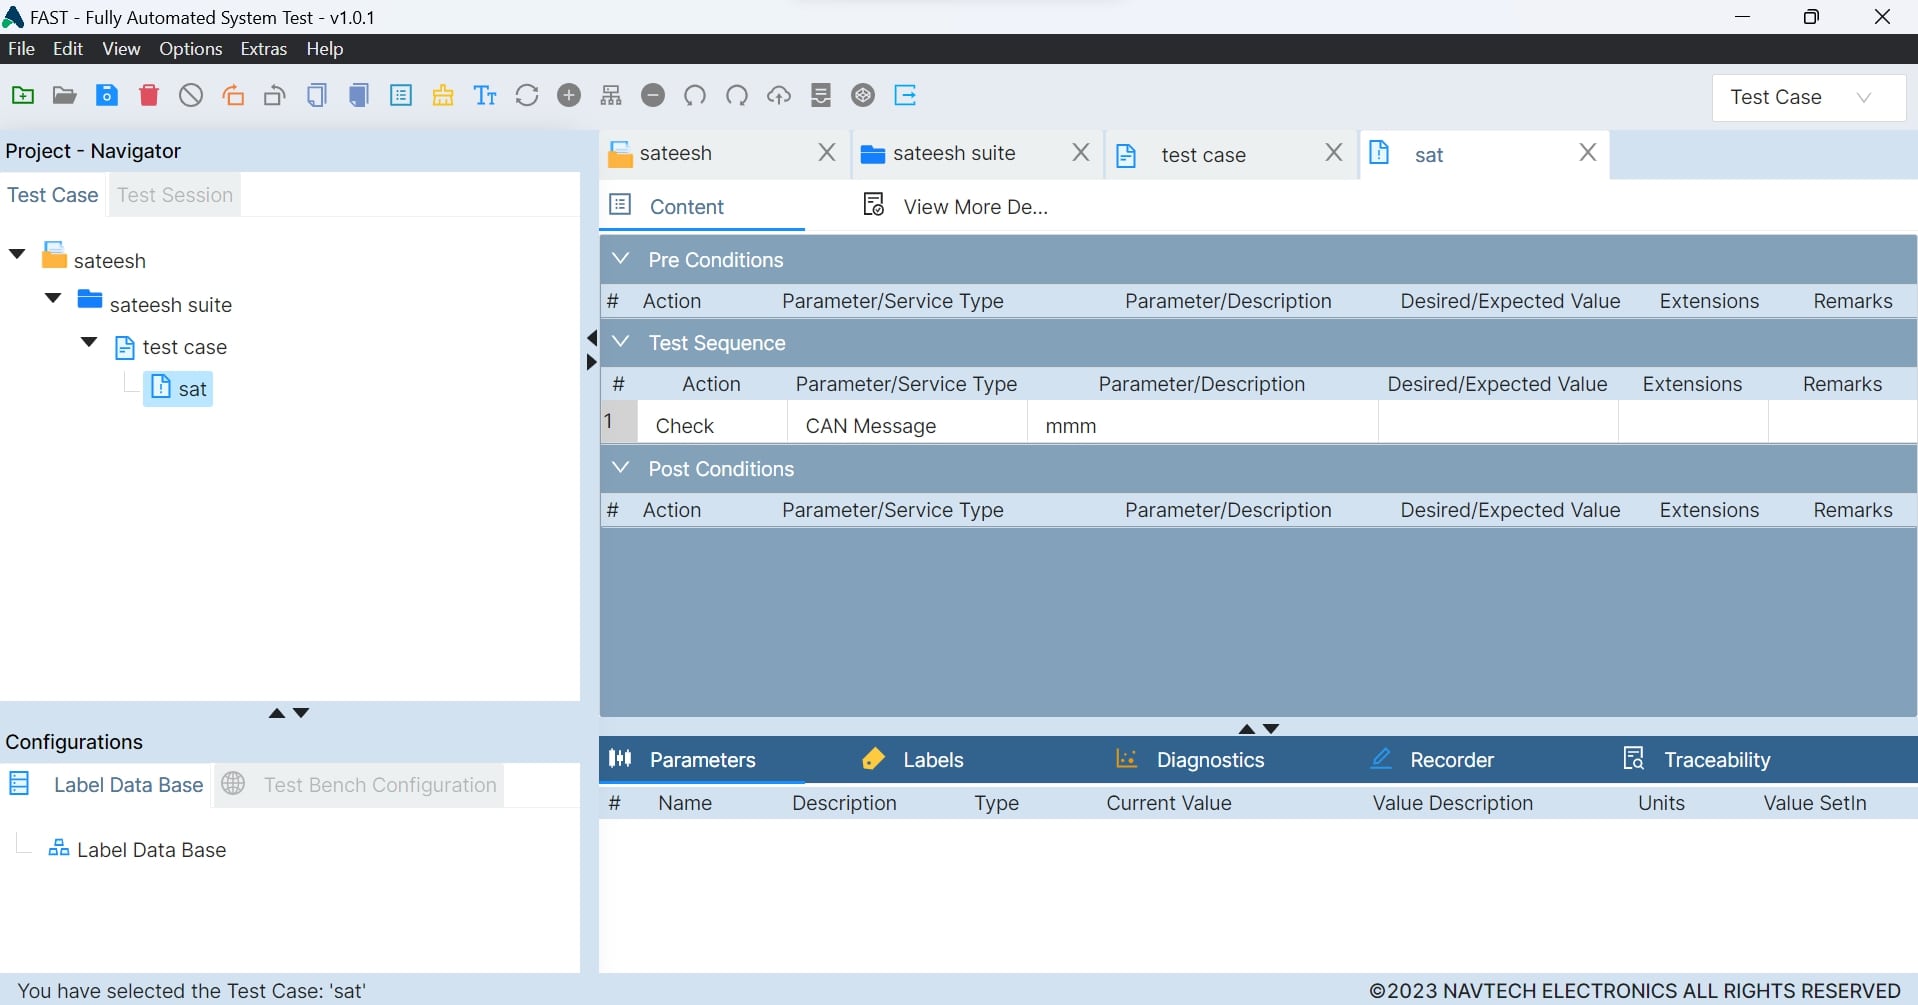 FAST - Fully Automated System Test - v1.0.1
File Edit View Options Extras Help
Test Case
Project - Navigator
Test Case Test Session
sateesh
sateesh suite
test case
sat
sateesh sateesh suite test case sat
Content View More De...
Pre Conditions
# Action Parameter/Service Type Parameter/Description Desired/Expected Value Extensions Remarks
Test Sequence
# Action Parameter/Service Type Parameter/Description Desired/Expected Value Extensions Remarks
1 Check CAN Message mmm
Post Conditions
# Action Parameter/Service Type Parameter/Description Desired/Expected Value Extensions Remarks
Configurations
Label Data Base Test Bench Configuration
Label Data Base
Parameters Labels Diagnostics Recorder Traceability
# Name Description Type Current Value Value Description Units Value SetIn
You have selected the Test Case: 'sat'
©2023 NAVTECH ELECTRONICS ALL RIGHTS RESERVED